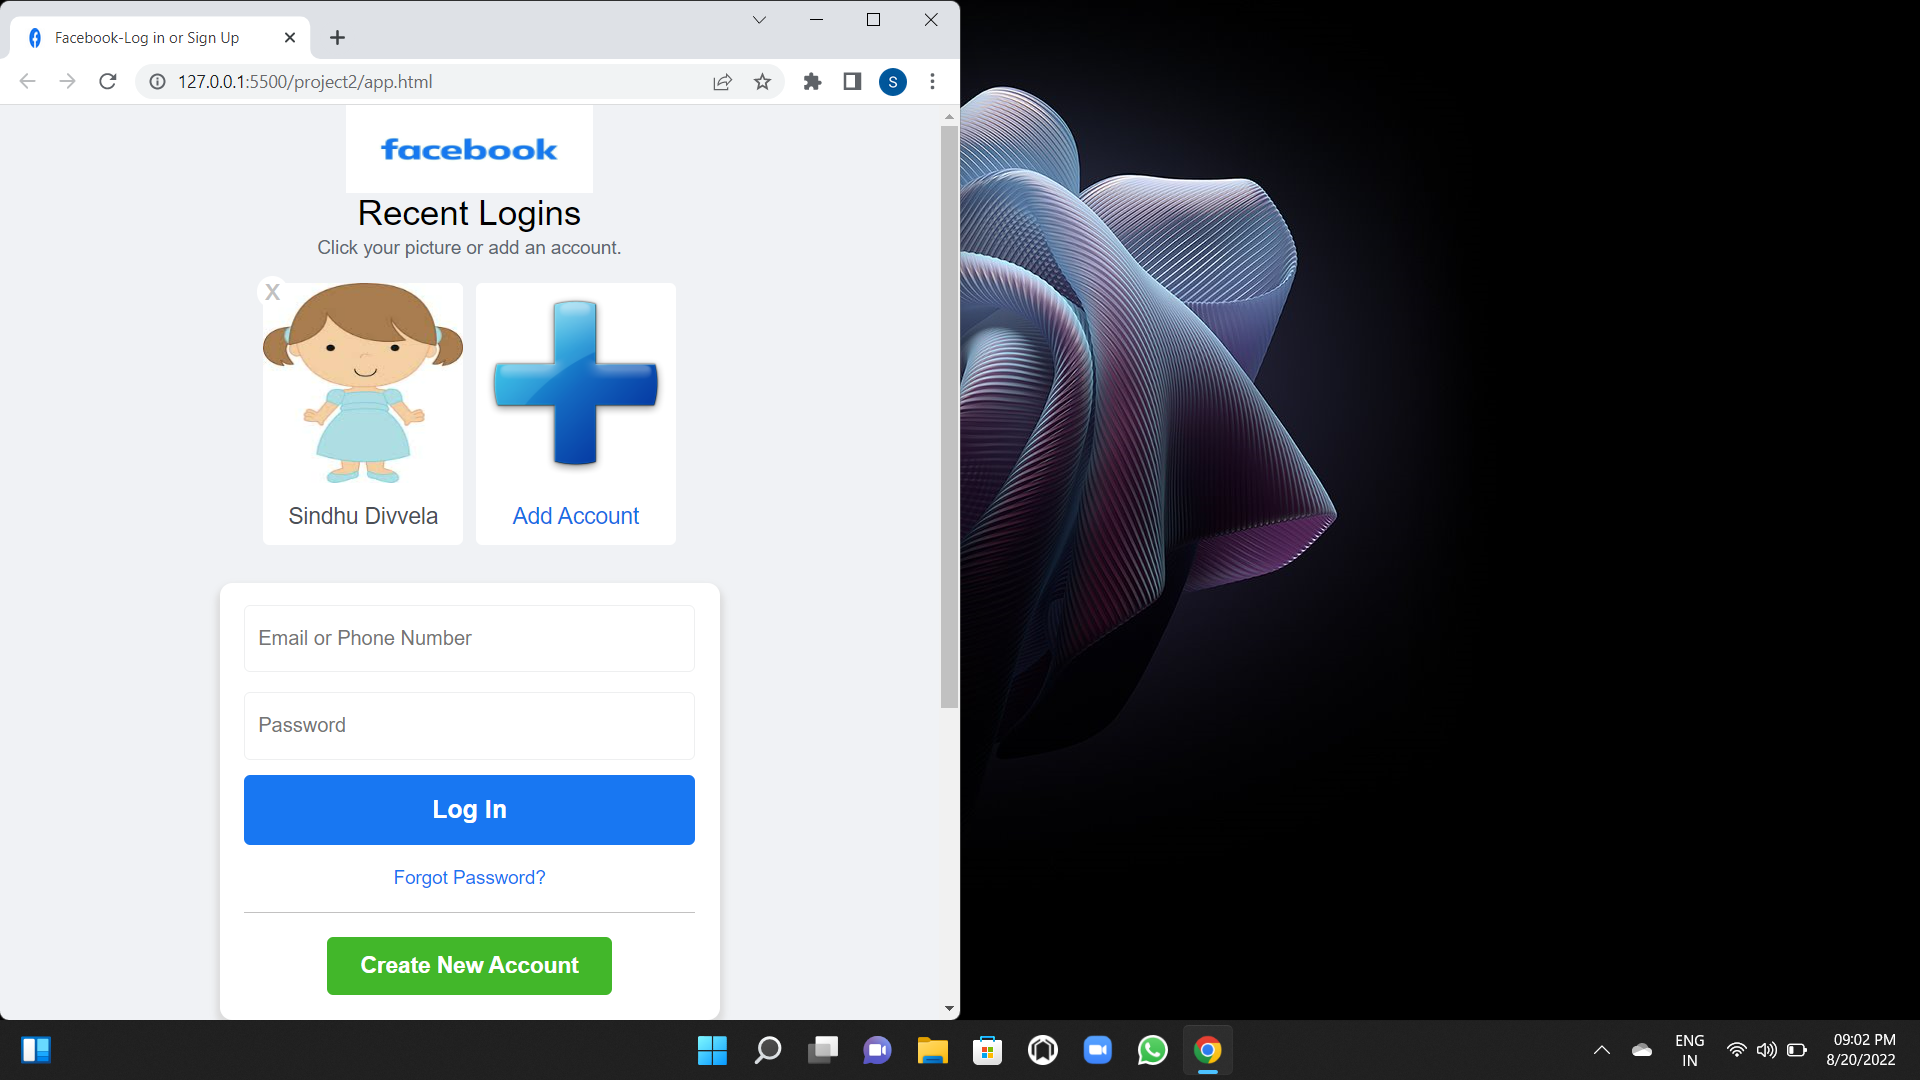 Facebook-Log in or Sign Up
127.0.0.1:5500/project2/app.html
S
facebook
Recent Logins
Click your picture or add an account.
X
Sindhu Divvela
Add Account
Email or Phone Number
Password
Log In
Forgot Password?
Create New Account
ENG
IN
09:02 PM
8/20/2022